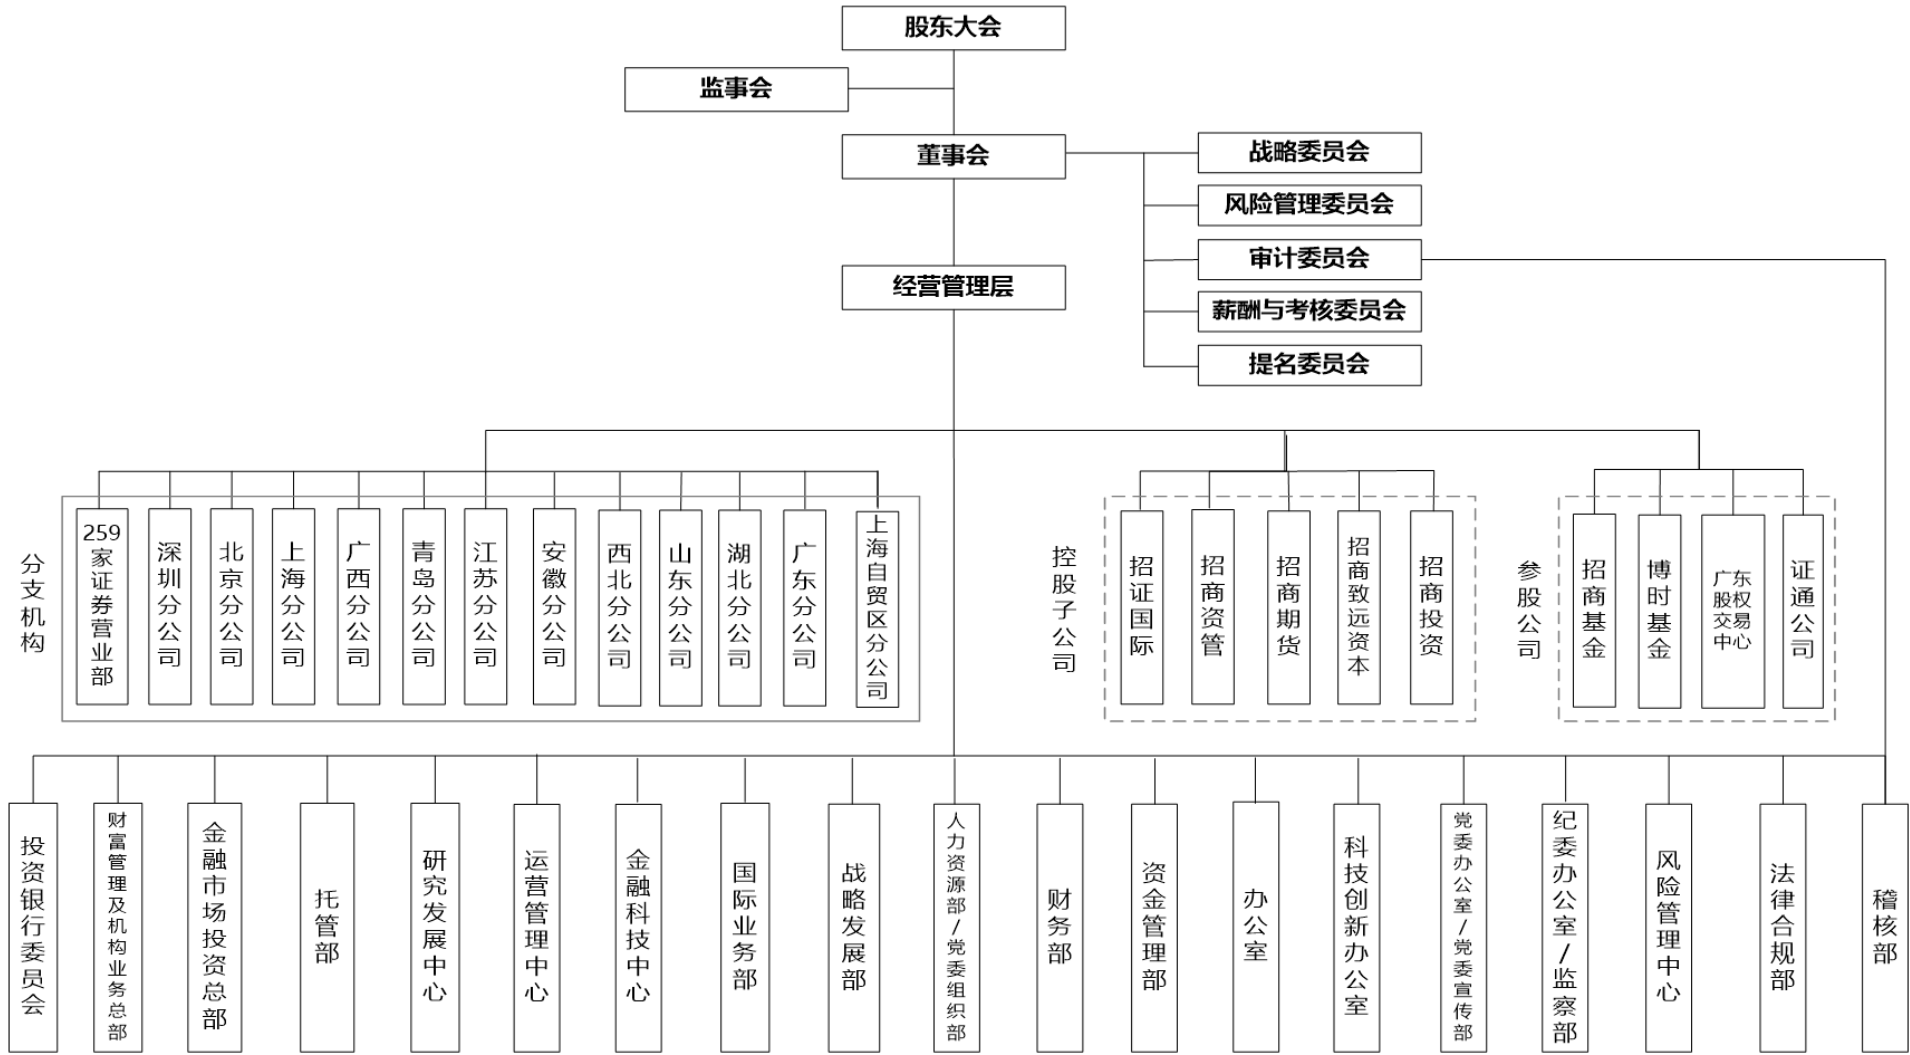 股东大会
监事会
董事会
战略委员会
风险管理委员会
审计委员会
经营管理层
薪酬与考核委员会
提名委员会
分支机构
259家证券营业部
深圳分公司
北京分公司
上海分公司
广西分公司
青岛分公司
江苏分公司
安徽分公司
西北分公司
山东分公司
湖北分公司
广东分公司
上海自贸区分公司
控股子公司
招证国际
招商资管
招商期货
招商致远资本
招商投资
参股公司
招商基金
博时基金
广东
股权
交易
中心
证通公司
投资银行委员会
财富管理及机构业务总部
金融市场投资总部
托管部
研究发展中心
运营管理中心
金融科技中心
国际业务部
战略发展部
人力资源部/党委组织部
财务部
资金管理部
办公室
科技创新办公室
党委办公室/党委宣传部
纪委办公室/监察部
风险管理中心
法律合规部
稽核部